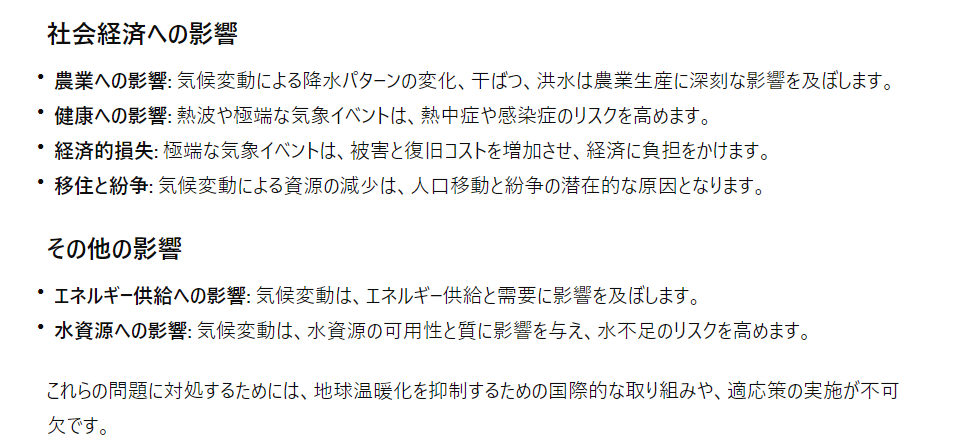 社会経済への影響
• 農業への影響: 気候変動による降水パターンの変化、干ばつ、洪水は農業生産に深刻な影響を及ぼします。
• 健康への影響: 熱波や極端な気象イベントは、熱中症や感染症のリスクを高めます。
• 経済的損失: 極端な気象イベントは、被害と復旧コストを増加させ、経済に負担をかけます。
• 移住と紛争: 気候変動による資源の減少は、人口移動と紛争の潜在的な原因となります。
その他の影響
• エネルギー供給への影響: 気候変動は、エネルギー供給と需要に影響を及ぼします。
• 水資源への影響: 気候変動は、水資源の可用性と質に影響を与え、水不足のリスクを高めます。
これらの問題に対処するためには、地球温暖化を抑制するための国際的な取り組みや、適応策の実施が不可
欠です。